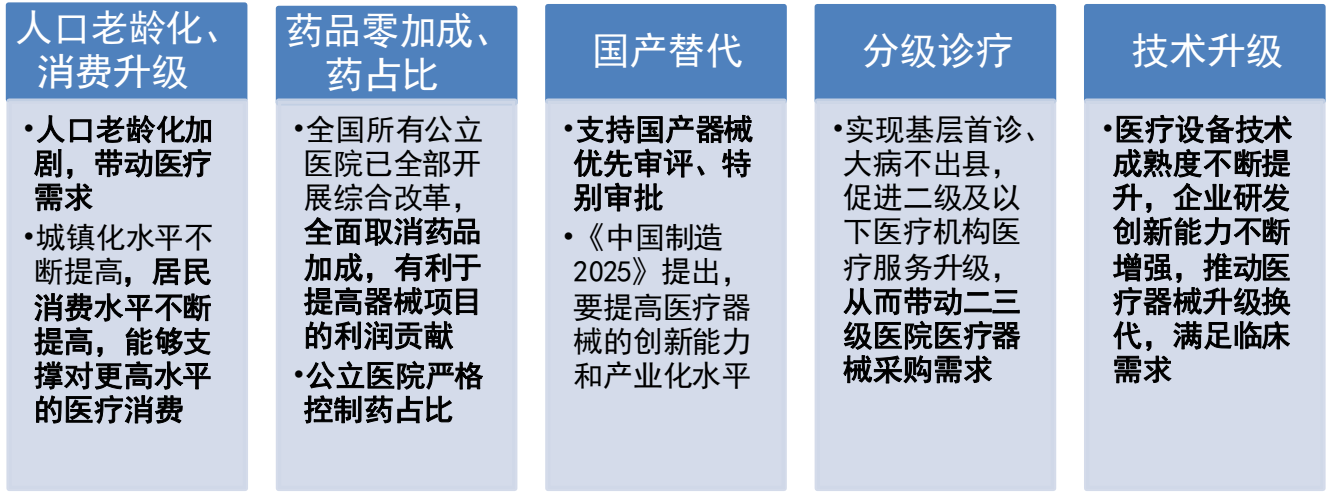 人口老龄化、
消费升级
•人口老龄化加
剧，带动医疗
需求
•城镇化水平不
断提高，居民
消费水平不断
提高，能够支
撑对更高水平
的医疗消费
药品零加成、
药占比
•全国所有公立
医院已全部开
展综合改革，
全面取消药品
加成，有利于
提高器械项目
的利润贡献
•公立医院严格
控制药占比
国产替代
•支持国产器械
优先审评、特
别审批
•《中国制造
2025》提出，
要提高医疗器
械的创新能力
和产业化水平
分级诊疗
•实现基层首诊、
大病不出县，
促进二级及以
下医疗机构医
疗服务升级，
从而带动二三
级医院医疗器
械采购需求
技术升级
•医疗设备技术
成熟度不断提
升，企业研发
创新能力不断
增强，推动医
疗器械升级换
代，满足临床
需求